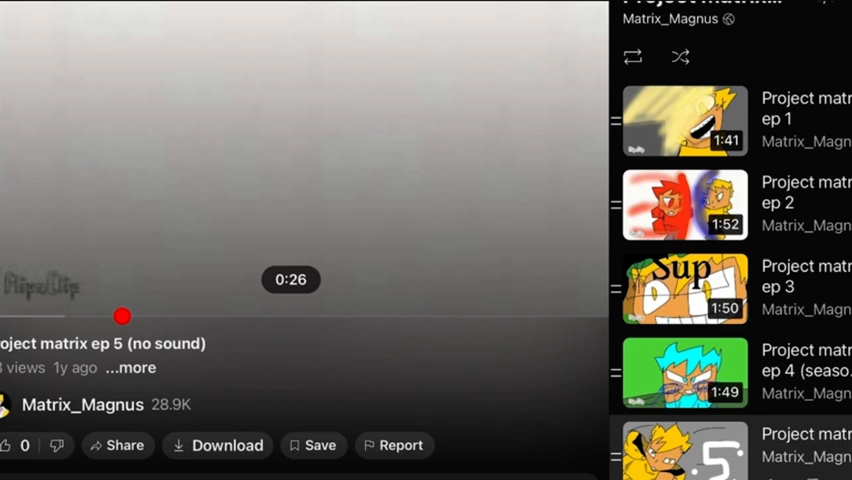 Matrix_Magnus
Project matr
ep 1
1:41
Matrix_Magn
Project matr
ep 2
1:52
Matrix_Magn
Project matr
ep 3
Sup
1:50
Matrix_Magn
Project matr
ep 4 (seaso..
1:49
Matrix_Magn
Project matr
5
Matrix_Magn
FlipaClip
0:26
oject matrix ep 5 (no sound)
views 1y ago ...more
Matrix_Magnus 28.9K
0
Share
Download
Save
Report